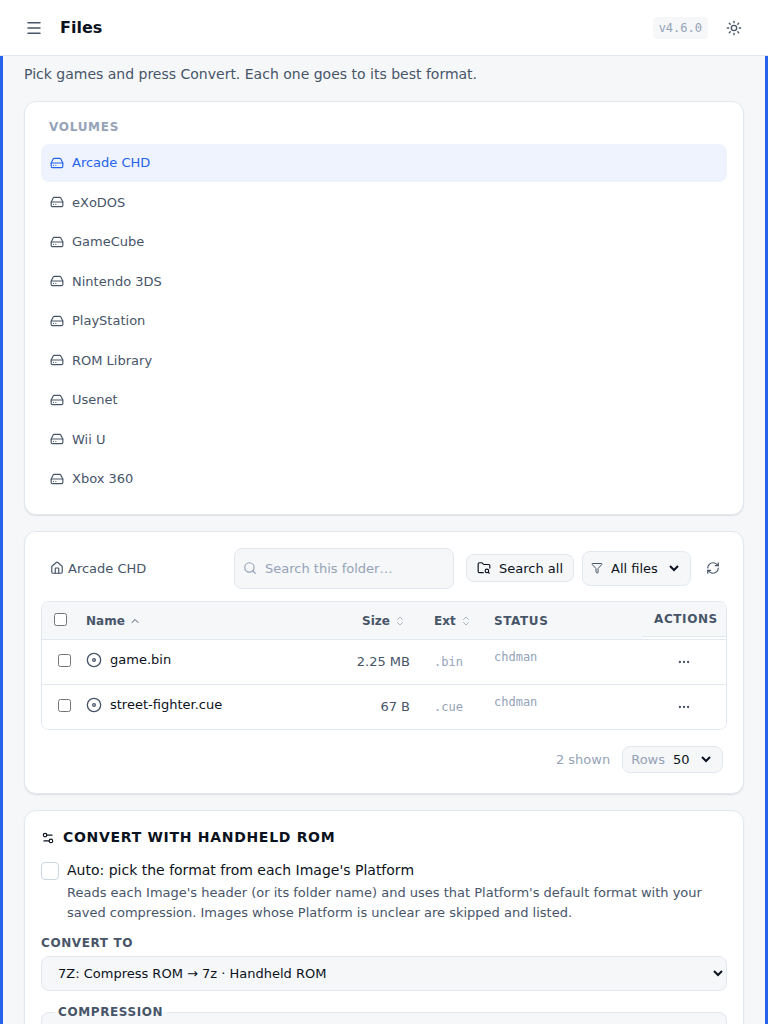 Files
v4.6.0
Pick games and press Convert. Each one goes to its best format.
VOLUMES
Arcade CHD
eXoDOS
GameCube
Nintendo 3DS
PlayStation
ROM Library
Usenet
Wii U
Xbox 360
Arcade CHD
Search this folder…
Search all
All files
Name Size Ext STATUS ACTIONS
game.bin 2.25 MB .bin chdman
street-fighter.cue 67 B .cue chdman
2 shown Rows 50
CONVERT WITH HANDHELD ROM
Auto: pick the format from each Image's Platform
Reads each Image's header (or its folder name) and uses that Platform's default format with your
saved compression. Images whose Platform is unclear are skipped and listed.
CONVERT TO
7Z: Compress ROM → 7z · Handheld ROM
COMPRESSION